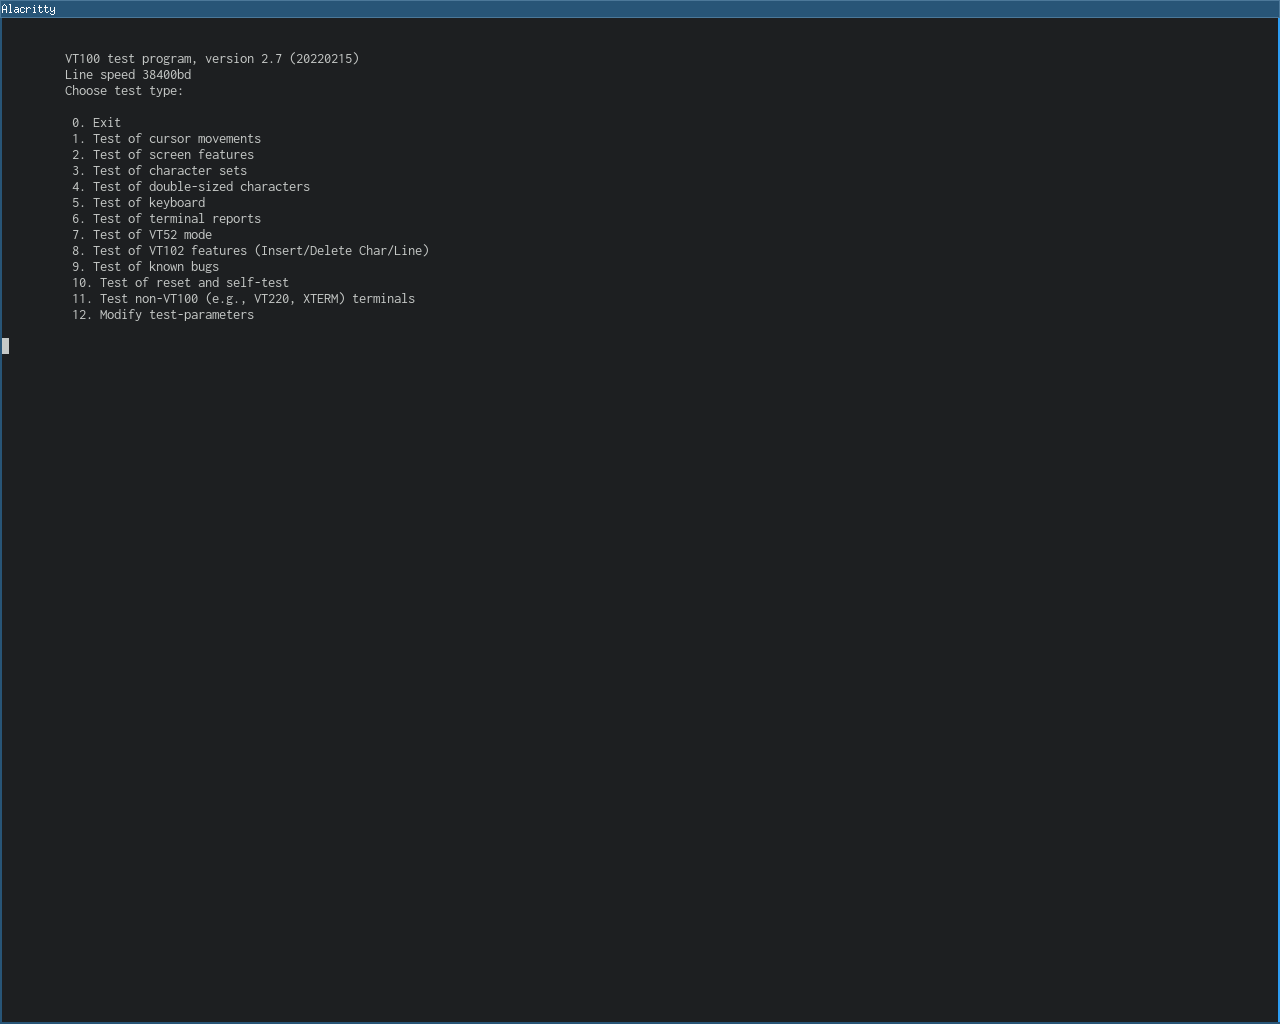 Alacritty
VT100 test program, version 2.7 (20220215)
Line speed 38400bd
Choose test type:
0. Exit
1. Test of cursor movements
2. Test of screen features
3. Test of character sets
4. Test of double-sized characters
5. Test of keyboard
6. Test of terminal reports
7. Test of VT52 mode
8. Test of VT102 features (Insert/Delete Char/Line)
9. Test of known bugs
10. Test of reset and self-test
11. Test non-VT100 (e.g., VT220, XTERM) terminals
12. Modify test-parameters